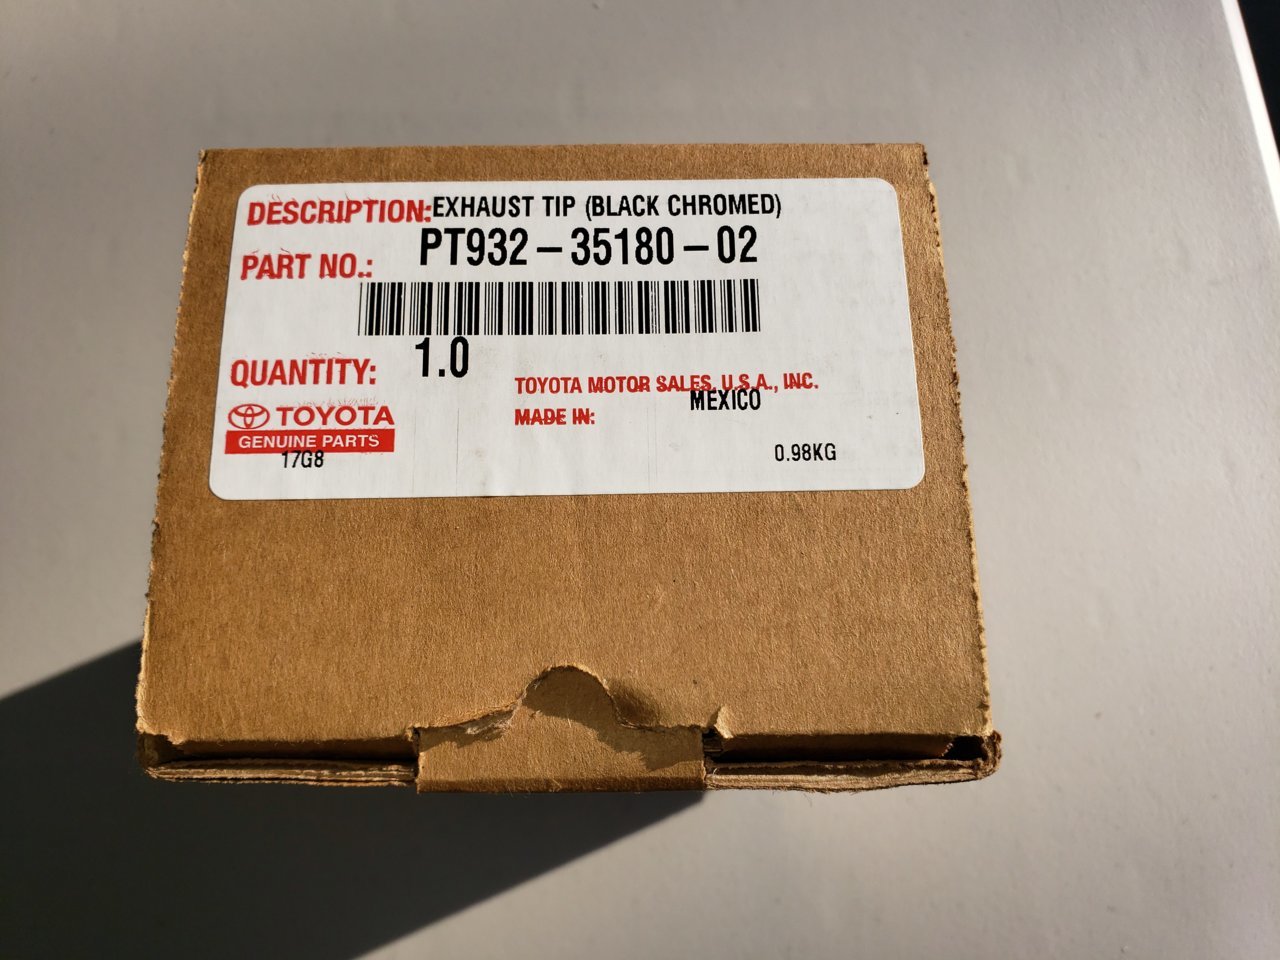 DESCRIPTION: EXHAUST TIP (BLACK CHROMED)
PART NO.: PT932-35180-02
QUANTITY: 1.0
TOYOTA MOTOR SALES, U.S.A., INC.
MADE IN: MEXICO
TOYOTA
GENUINE PARTS
17G8
0.98KG